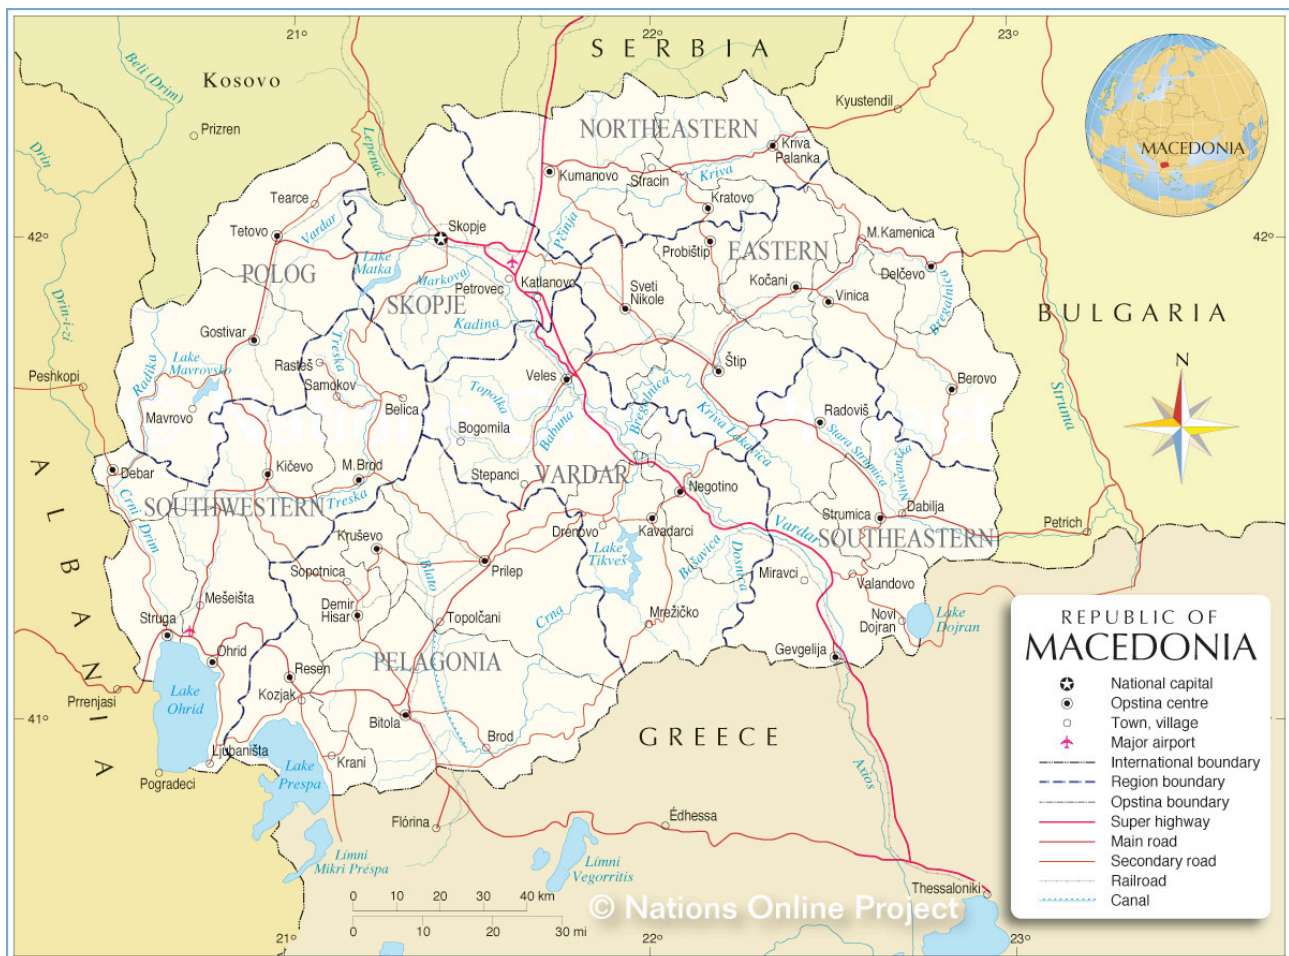 21°
22°
23°
SERBIA
Kosovo
Beli (Drim)
Prizren
Lepenac
Kyustendil
NORTHEASTERN
MACEDONIA
Drin
Kriva
Palanka
Kumanovo
Stracin
Kriva
Tearce
Kratovo
Vardar
Skopje
Pčinja
42°
Tetovo
M.Kamenica
42°
Probištip
EASTERN
Lake
Matka
POLOG
Markova
Petrovec
Katlanovo
Kočani
Delčevo
Sveti
Nikole
Vinica
SKOPJE
Bregalnica
Drin-i-zi
Kadina
BULGARIA
Gostivar
Treska
Radika
Lake
Mavrovsko
Rasteš
Štip
N
Peshkopi
Samokov
Topolka
Veles
Bregalnica
Berovo
Struma
Mavrovo
Belica
Babuna
Kriva Lakavica
Radoviš
© Nations Online Project
Bogomila
Stara Strumica
Debar
Kičevo
M.Brod
Stepanci
VARDAR
ALBANIA
Crni Drim
SOUTHWESTERN
Treska
Negotino
Dabilja
Strumica
Petrich
Kruševo
Drenovo
Kavadarci
Vardar
SOUTHEASTERN
Lake
Tikveš
Bašavica
Dosnica
Blato
Prilep
Sopotnica
Miravci
Valandovo
Mešeišta
Demir
Hisar
Topolčani
Crna
Mrežičko
Novi
Dojran
Lake
Dojran
Struga
Ohrid
Gevgelija
PELAGONIA
Resen
Prrenjasi
Lake
Ohrid
Kozjak
41°
Bitola
GREECE
Brod
Ljubaništa
Krani
Pogradeci
Lake
Prespa
Axios
Flórina
Édhessa
Límni
Mikri Préspa
Límni
Vegorritis
Thessaloniki
0 10 20 30 40 km
0 10 20 30 mi
© Nations Online Project
21°
22°
23°
REPUBLIC OF
MACEDONIA
National capital
Opstina centre
Town, village
Major airport
International boundary
Region boundary
Opstina boundary
Super highway
Main road
Secondary road
Railroad
Canal